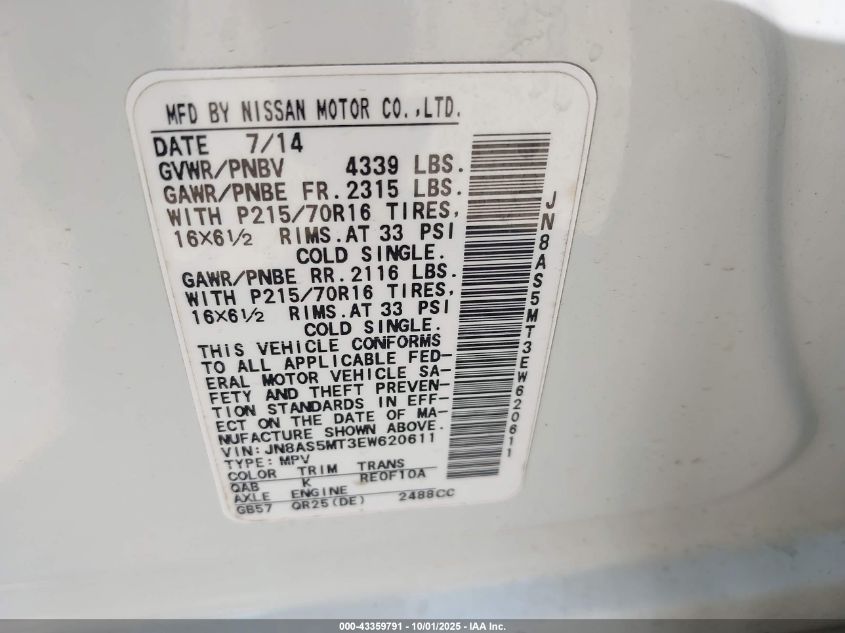 MFD BY NISSAN MOTOR CO.,LTD.
DATE 7/14
GVWR/PNBV 4339 LBS.
GAWR/PNBE FR. 2315 LBS.
WITH P215/70R16 TIRES,
16X6½ RIMS. AT 33 PSI
COLD SINGLE.
GAWR/PNBE RR. 2116 LBS.
WITH P215/70R16 TIRES,
16X6½ RIMS. AT 33 PSI
COLD SINGLE.
THIS VEHICLE CONFORMS
TO ALL APPLICABLE FED-
ERAL MOTOR VEHICLE SA-
FETY AND THEFT PREVEN-
TION STANDARDS IN EFF-
ECT ON THE DATE OF MA-
NUFACTURE SHOWN ABOVE.
VIN: JN8AS5MT3EW620611
TYPE: MPV
COLOR TRIM TRANS
QAB K RE0F10A
AXLE ENGINE
GB57 QR25(DE) 2488CC
JN8AS5MT3EW620611
000-43359791 - 10/01/2025 - IAA Inc.